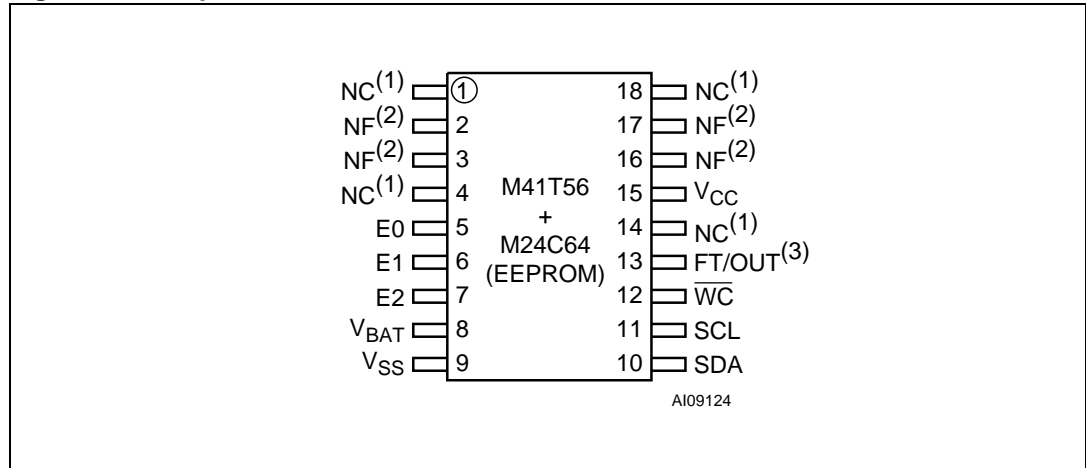 NC(1) 1 18 NC(1)
NF(2) 2 17 NF(2)
NF(2) 3 16 NF(2)
NC(1) 4 M41T56 15 VCC
E0 5 + 14 NC(1)
E1 6 M24C64 13 FT/OUT(3)
E2 7 (EEPROM) 12 WC
VBAT 8 11 SCL
VSS 9 10 SDA
AI09124